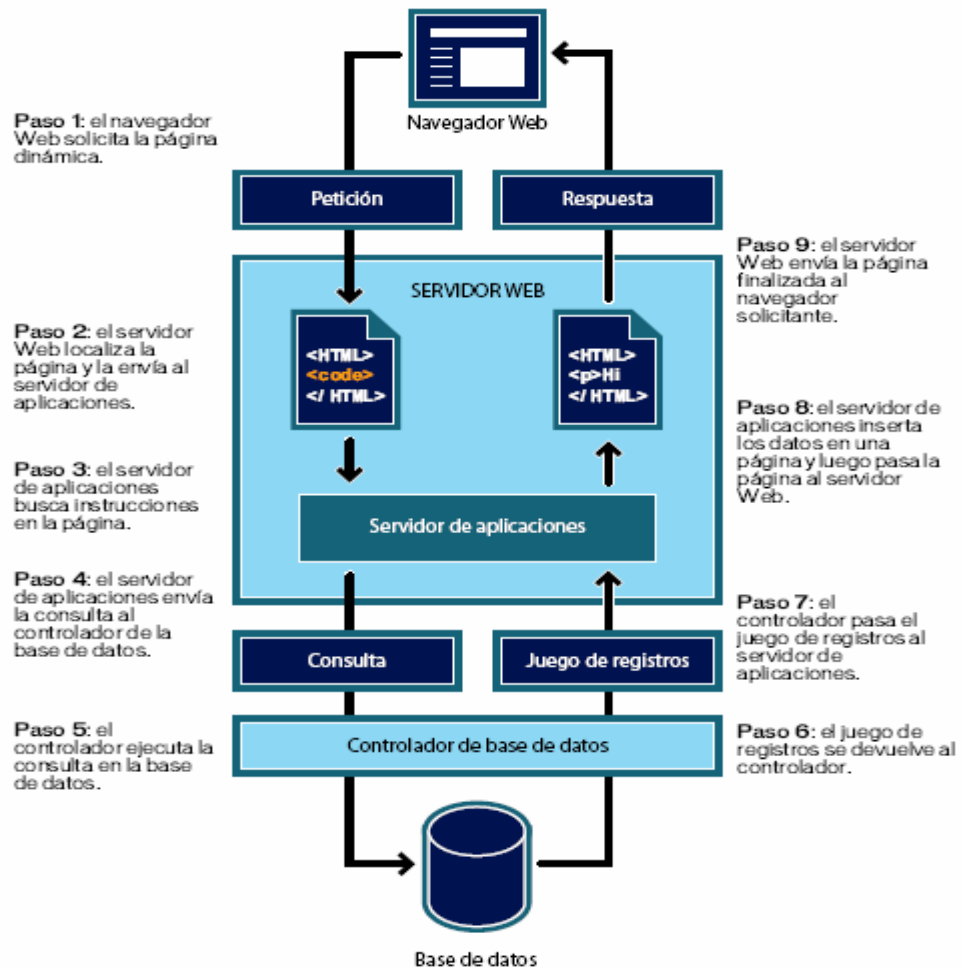 Navegador Web
Paso 1: el navegador
Web solicita la página
dinámica.
Petición
Respuesta
Paso 9: el servidor
Web envía la página
finalizada al
navegador
solicitante.
SERVIDOR WEB
Paso 2: el servidor
Web localiza la
página y la envía al
servidor de
aplicaciones.
<HTML>
<code>
</ HTML>
<HTML>
<p>Hi
</ HTML>
Paso 8: el servidor de
aplicaciones inserta
los datos en una
página y luego pasa la
página al servidor
Web.
Paso 3: el servidor
de aplicaciones
busca instrucciones
en la página.
Servidor de aplicaciones
Paso 4: el servidor
de aplicaciones envía
la consulta al
controlador de la
base de datos.
Paso 7: el
controlador pasa el
juego de registros al
servidor de
aplicaciones.
Consulta
Juego de registros
Paso 5: el
controlador ejecuta la
consulta en la base
de datos.
Controlador de base de datos
Paso 6: el juego de
registros se devuelve al
controlador.
Base de datos